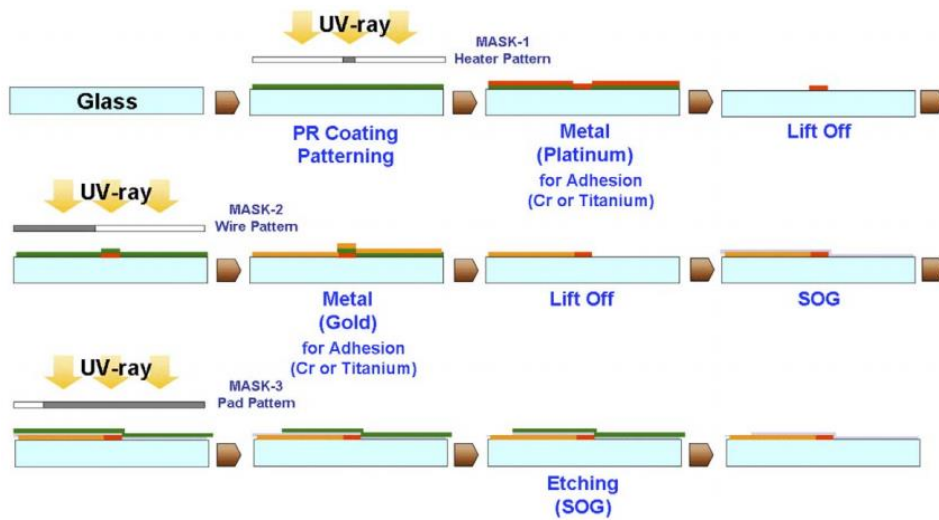 UV-ray
MASK-1
Heater Pattern
Glass
PR Coating
Patterning
Metal
(Platinum)
for Adhesion
(Cr or Titanium)
Lift Off
UV-ray
MASK-2
Wire Pattern
Metal
(Gold)
for Adhesion
(Cr or Titanium)
Lift Off
SOG
UV-ray
MASK-3
Pad Pattern
Etching
(SOG)